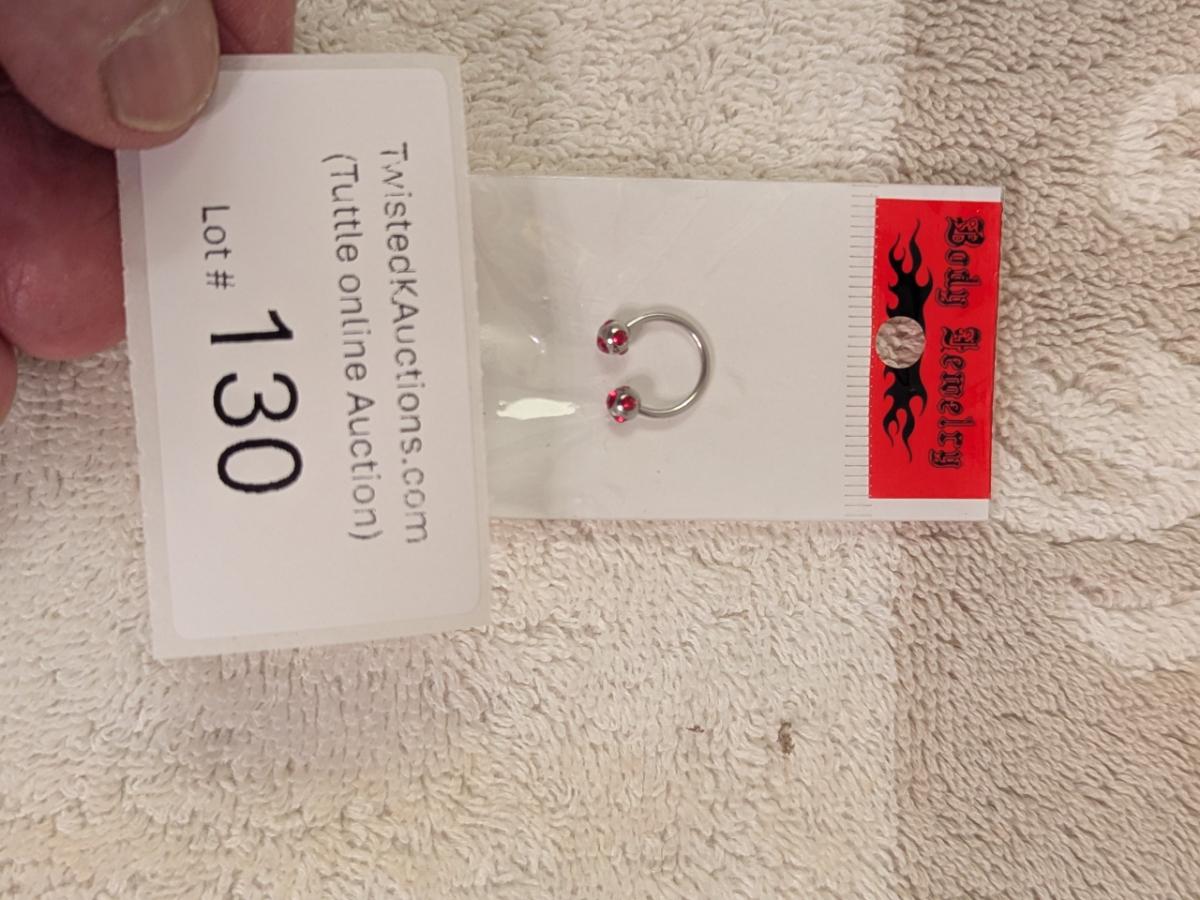 TwistedKAuctions.com
(Tuttle online Auction)
Lot # 130
Body Jewelry